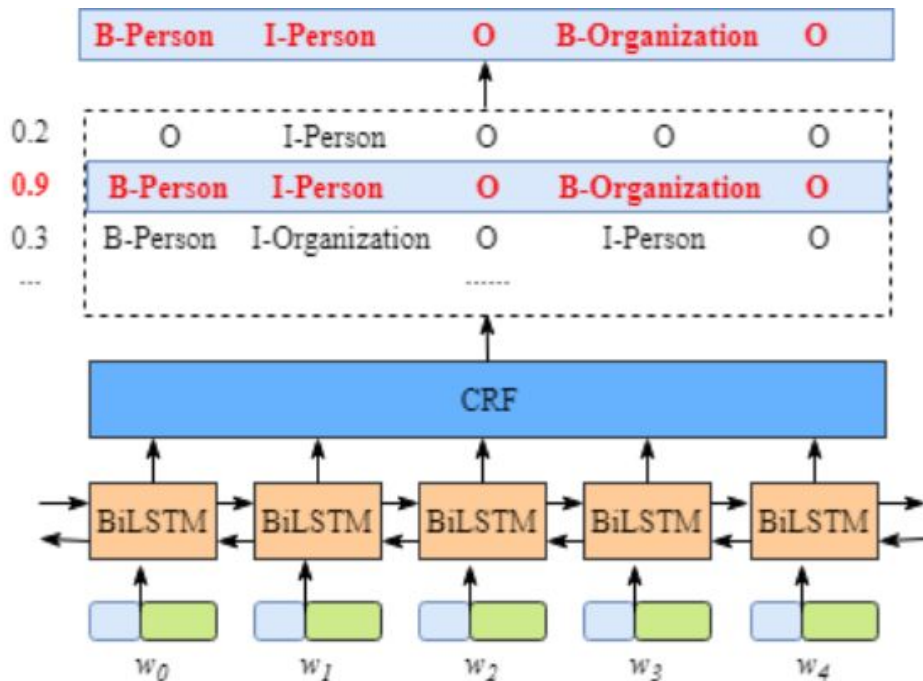 B-Person I-Person O B-Organization O
0.2 O I-Person O O O
0.9 B-Person I-Person O B-Organization O
0.3 B-Person I-Organization O I-Person O
--- ......
CRF
BiLSTM BiLSTM BiLSTM BiLSTM BiLSTM
w0 w1 w2 w3 w4